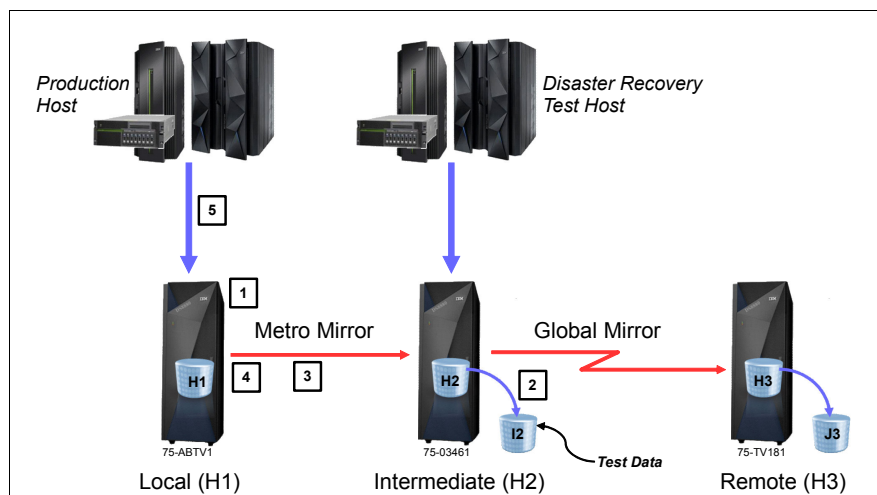 Production
Host
Disaster Recovery
Test Host
5
1
Metro Mirror
Global Mirror
4
3
2
H1
H2
H3
I2
J3
75-ABTV1
75-03461
75-TV181
Test Data
Local (H1)
Intermediate (H2)
Remote (H3)